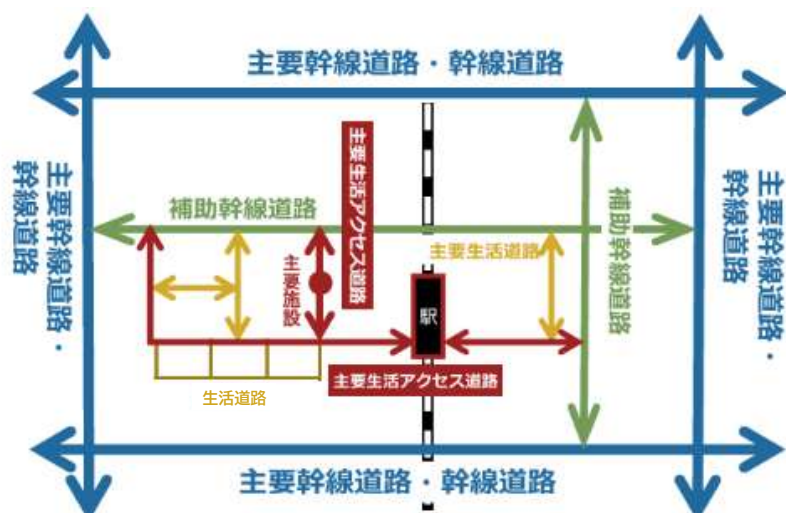 主要幹線道路・幹線道路
主要生活アクセス道路
主要幹線道路・
幹線道路
補助幹線道路
主要生活道路
補助幹線道路
主要幹線道路・
幹線道路
主要施設
駅
主要生活アクセス道路
生活道路
主要幹線道路・幹線道路